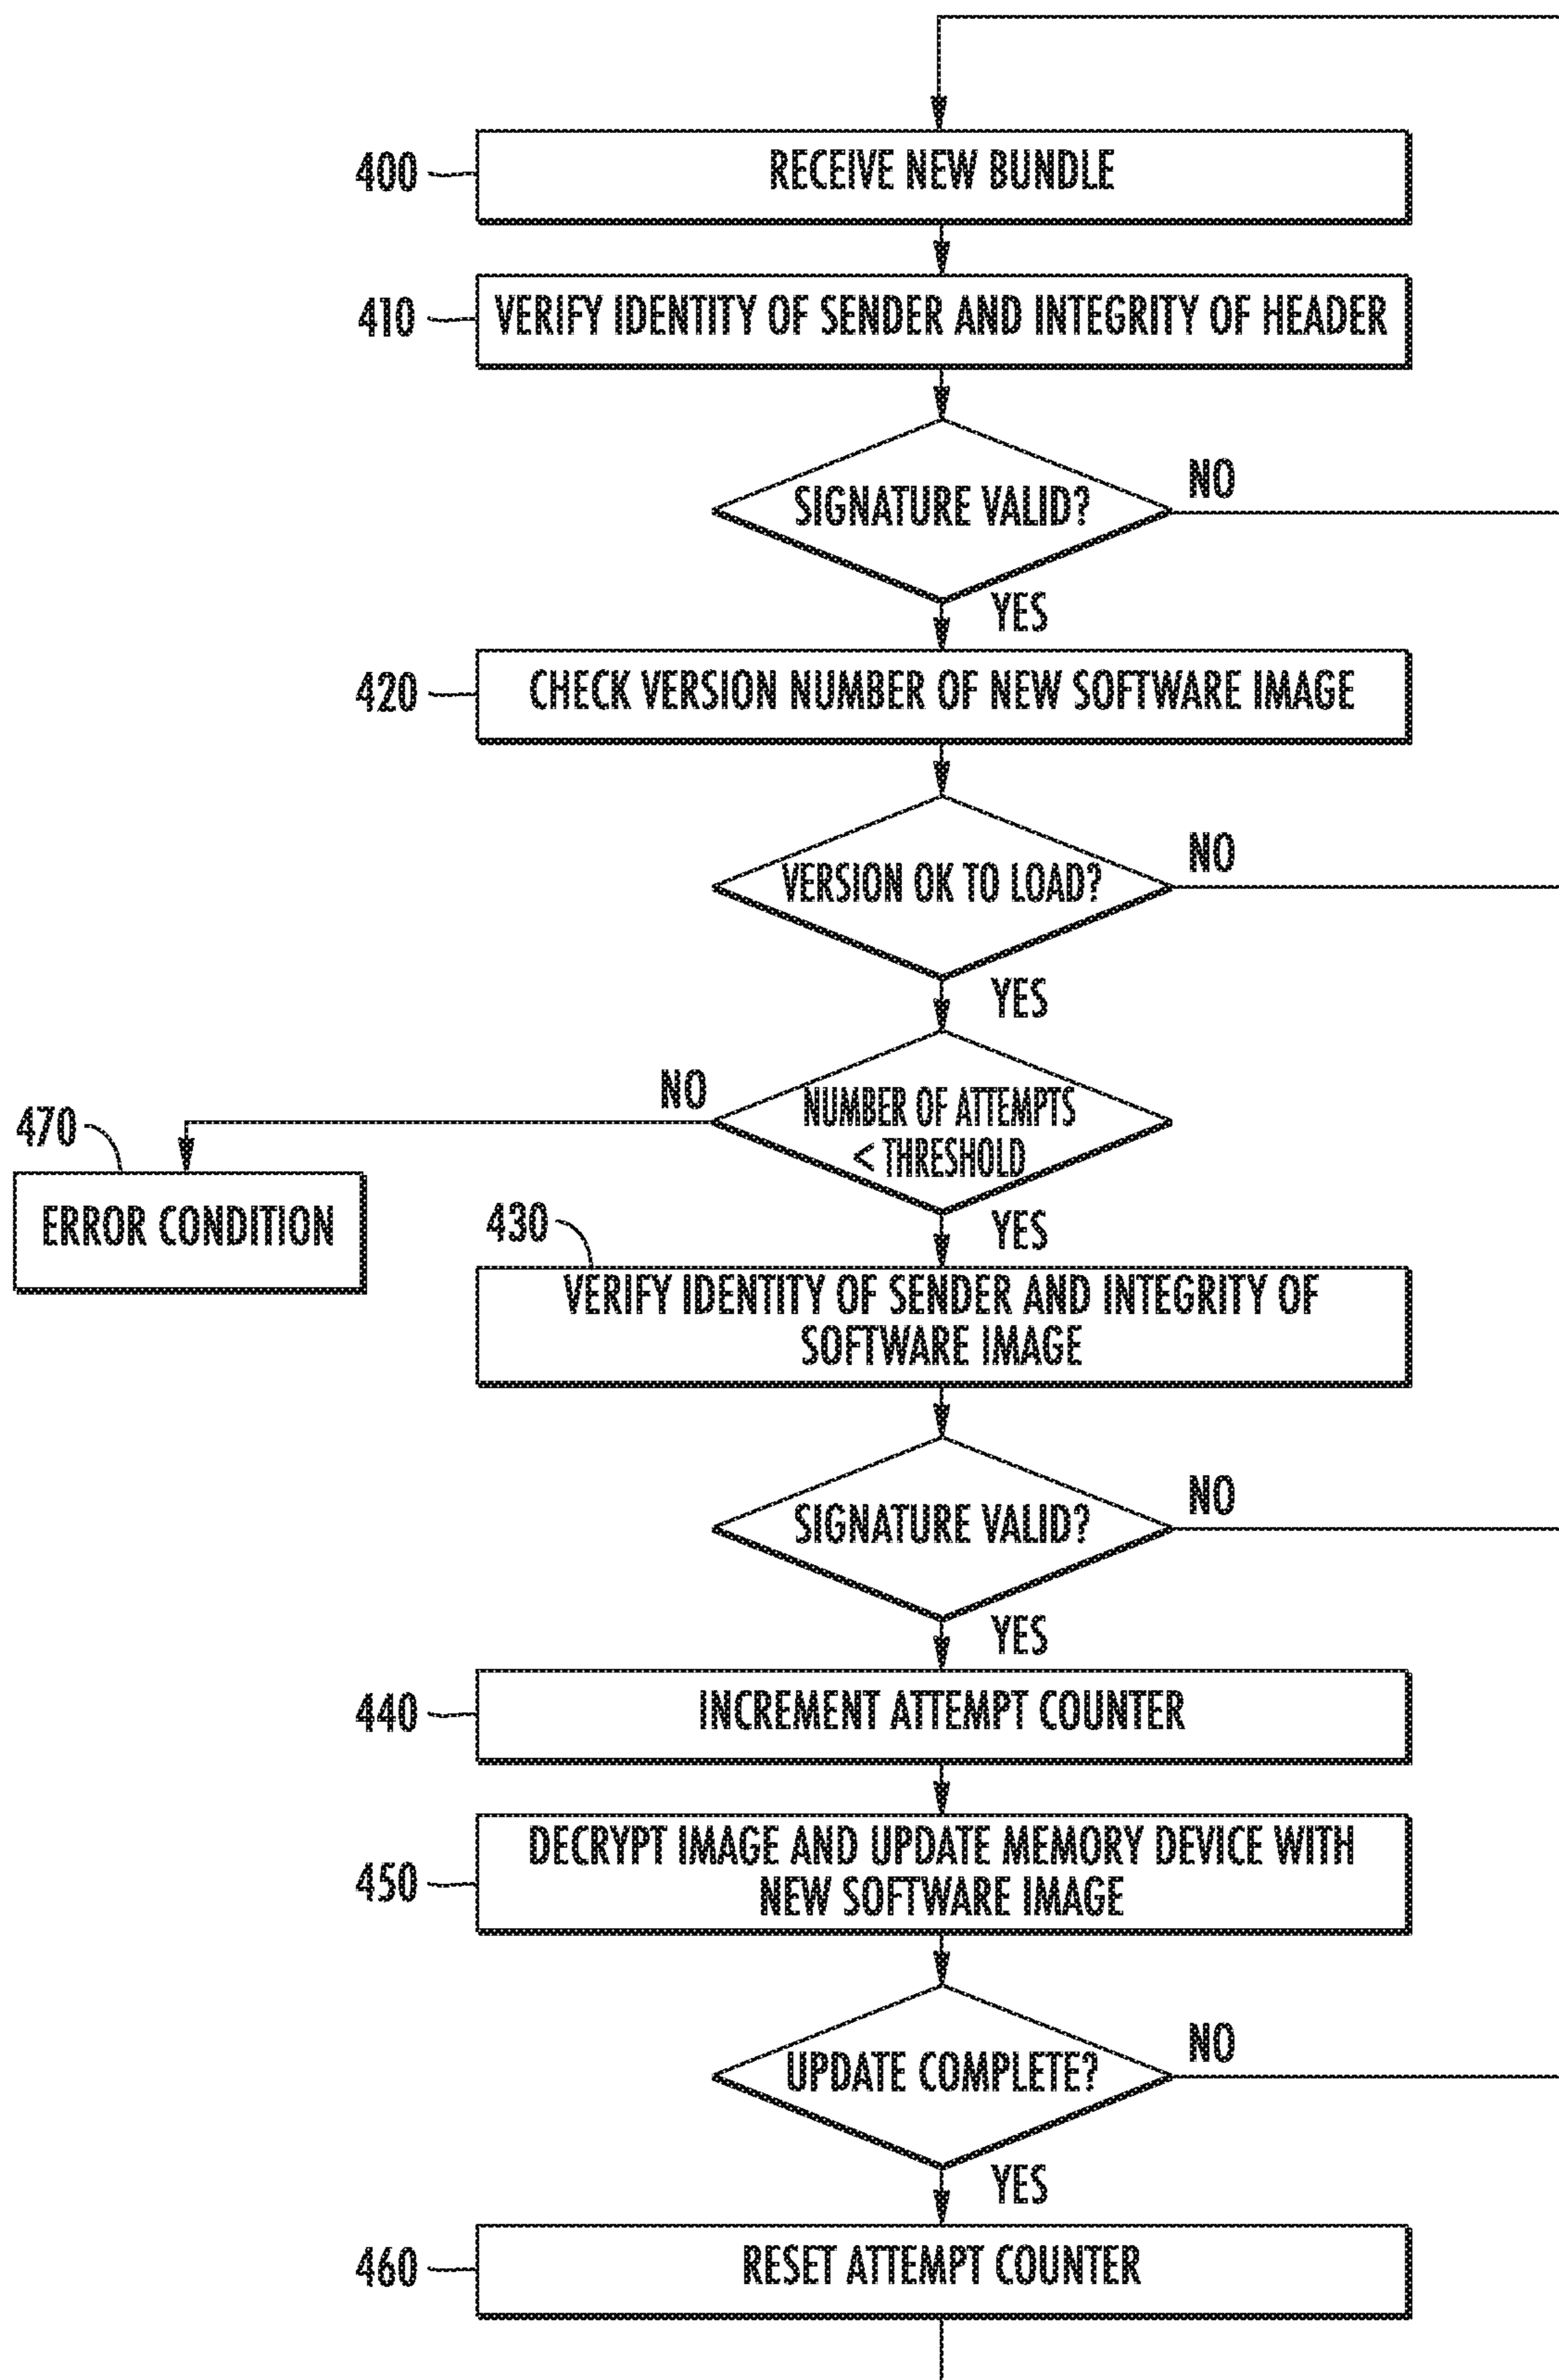 400
RECEIVE NEW BUNDLE
410
VERIFY IDENTITY OF SENDER AND INTEGRITY OF HEADER
SIGNATURE VALID?
NO
YES
420
CHECK VERSION NUMBER OF NEW SOFTWARE IMAGE
VERSION OK TO LOAD?
NO
YES
NUMBER OF ATTEMPTS
< THRESHOLD
NO
470
ERROR CONDITION
YES
430
VERIFY IDENTITY OF SENDER AND INTEGRITY OF
SOFTWARE IMAGE
SIGNATURE VALID?
NO
YES
440
INCREMENT ATTEMPT COUNTER
450
DECRYPT IMAGE AND UPDATE MEMORY DEVICE WITH
NEW SOFTWARE IMAGE
UPDATE COMPLETE?
NO
YES
460
RESET ATTEMPT COUNTER